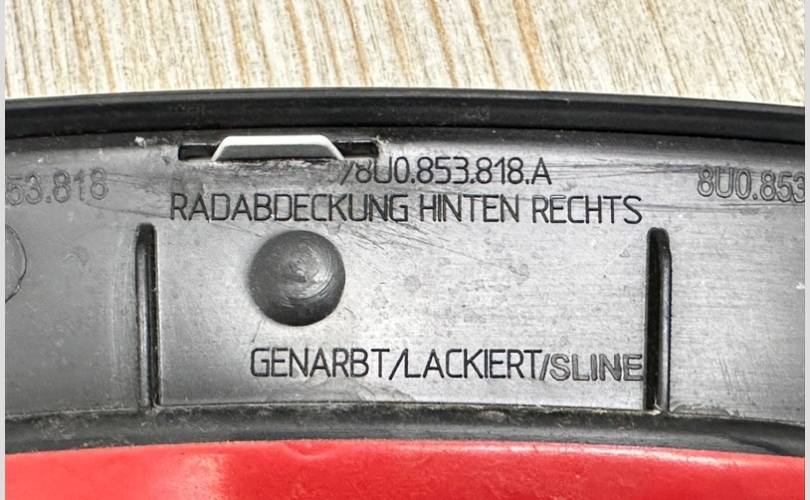 /8U0.853.818.A
53.818
8U0.853
RADABDECKUNG HINTEN RECHTS
GENARBT/LACKIERT/SLINE